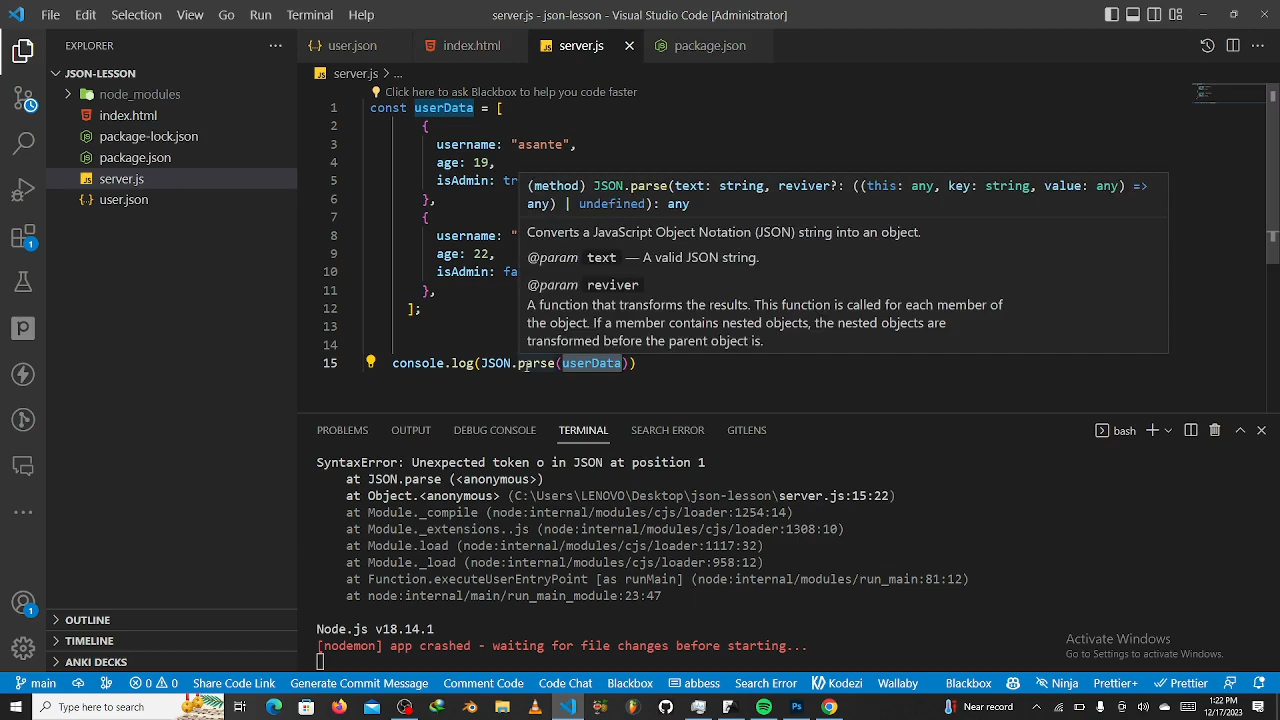 File Edit Selection View Go Run Terminal Help server.js - json-lesson - Visual Studio Code [Administrator]
EXPLORER
JSON-LESSON
node_modules
index.html
package-lock.json
package.json
server.js
user.json
OUTLINE
TIMELINE
ANKI DECKS
user.json index.html server.js package.json
server.js > ...
Click here to ask Blackbox to help you code faster
1 const userData = [
2 {
3 username: "asante",
4 age: 19,
5 isAdmin: tr
6 },
7 {
8 username: "
9 age: 22,
10 isAdmin: fa
11 },
12 ];
13
14
15 console.log(JSON.parse(userData))
(method) JSON.parse(text: string, reviver?: ((this: any, key: string, value: any) =>
any) | undefined): any
Converts a JavaScript Object Notation (JSON) string into an object.
@param text — A valid JSON string.
@param reviver
A function that transforms the results. This function is called for each member of
the object. If a member contains nested objects, the nested objects are
transformed before the parent object is.
PROBLEMS OUTPUT DEBUG CONSOLE TERMINAL SEARCH ERROR GITLENS bash
SyntaxError: Unexpected token o in JSON at position 1
at JSON.parse (<anonymous>)
at Object.<anonymous> (C:\Users\LENOVO\Desktop\json-lesson\server.js:15:22)
at Module._compile (node:internal/modules/cjs/loader:1254:14)
at Module._extensions..js (node:internal/modules/cjs/loader:1308:10)
at Module.load (node:internal/modules/cjs/loader:1117:32)
at Module._load (node:internal/modules/cjs/loader:958:12)
at Function.executeUserEntryPoint [as runMain] (node:internal/modules/run_main:81:12)
at node:internal/main/run_main_module:23:47
Node.js v18.14.1
[nodemon] app crashed - waiting for file changes before starting...
Activate Windows
Go to Settings to activate Windows.
1
1
main 0 0 Share Code Link Generate Commit Message Comment Code Code Chat Blackbox abbess Search Error Kodezi Wallaby Blackbox Ninja Prettier+ Prettier
Type here to search Near record 1:22 PM
12/17/2023